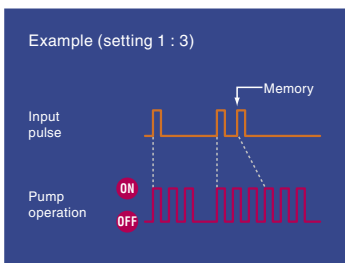 Example (setting 1 : 3)
Memory
Input
pulse
Pump
operation
ON
OFF